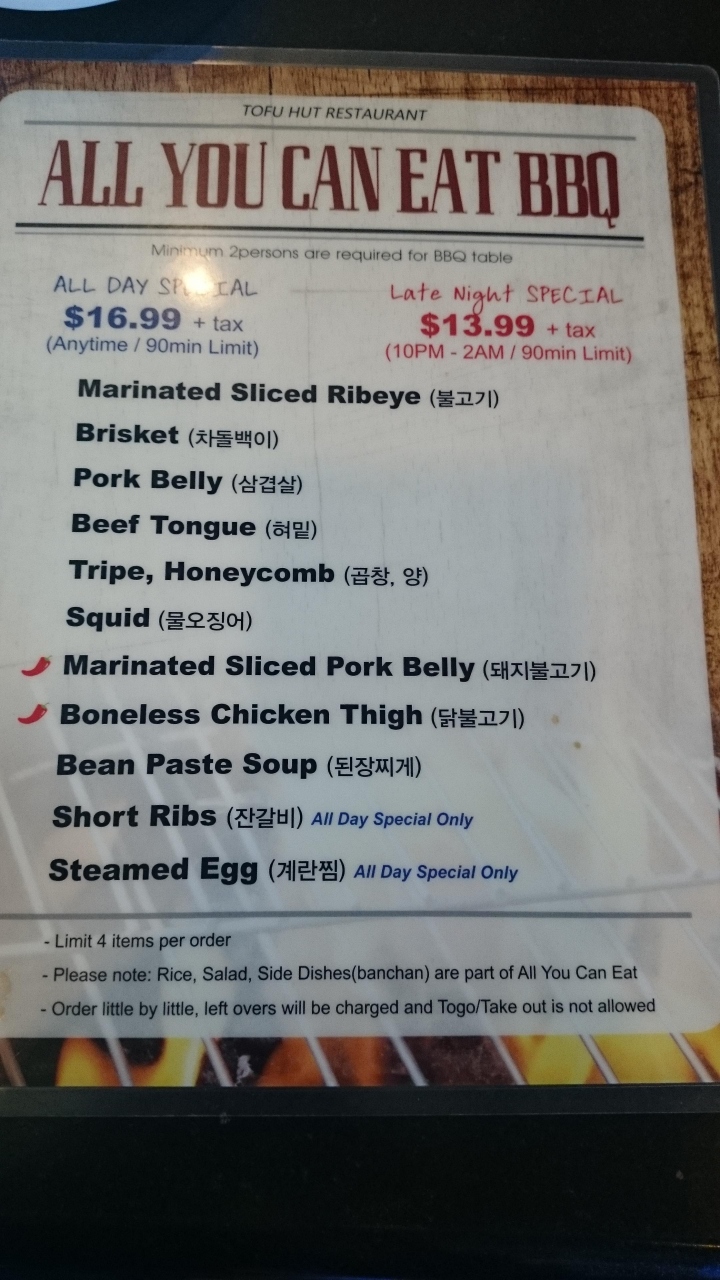 TOFU HUT RESTAURANT
ALL YOU CAN EAT BBQ
Minimum 2persons are required for BBQ table
ALL DAY SPECIAL
$16.99 + tax
(Anytime / 90min Limit)
Late Night SPECIAL
$13.99 + tax
(10PM - 2AM / 90min Limit)
Marinated Sliced Ribeye (불고기)
Brisket (차돌백이)
Pork Belly (삼겹살)
Beef Tongue (혀밑)
Tripe, Honeycomb (곱창, 양)
Squid (물오징어)
Marinated Sliced Pork Belly (돼지불고기)
Boneless Chicken Thigh (닭불고기)
Bean Paste Soup (된장찌게)
Short Ribs (잔갈비) All Day Special Only
Steamed Egg (계란찜) All Day Special Only
- Limit 4 items per order
- Please note: Rice, Salad, Side Dishes(banchan) are part of All You Can Eat
- Order little by little, left overs will be charged and Togo/Take out is not allowed